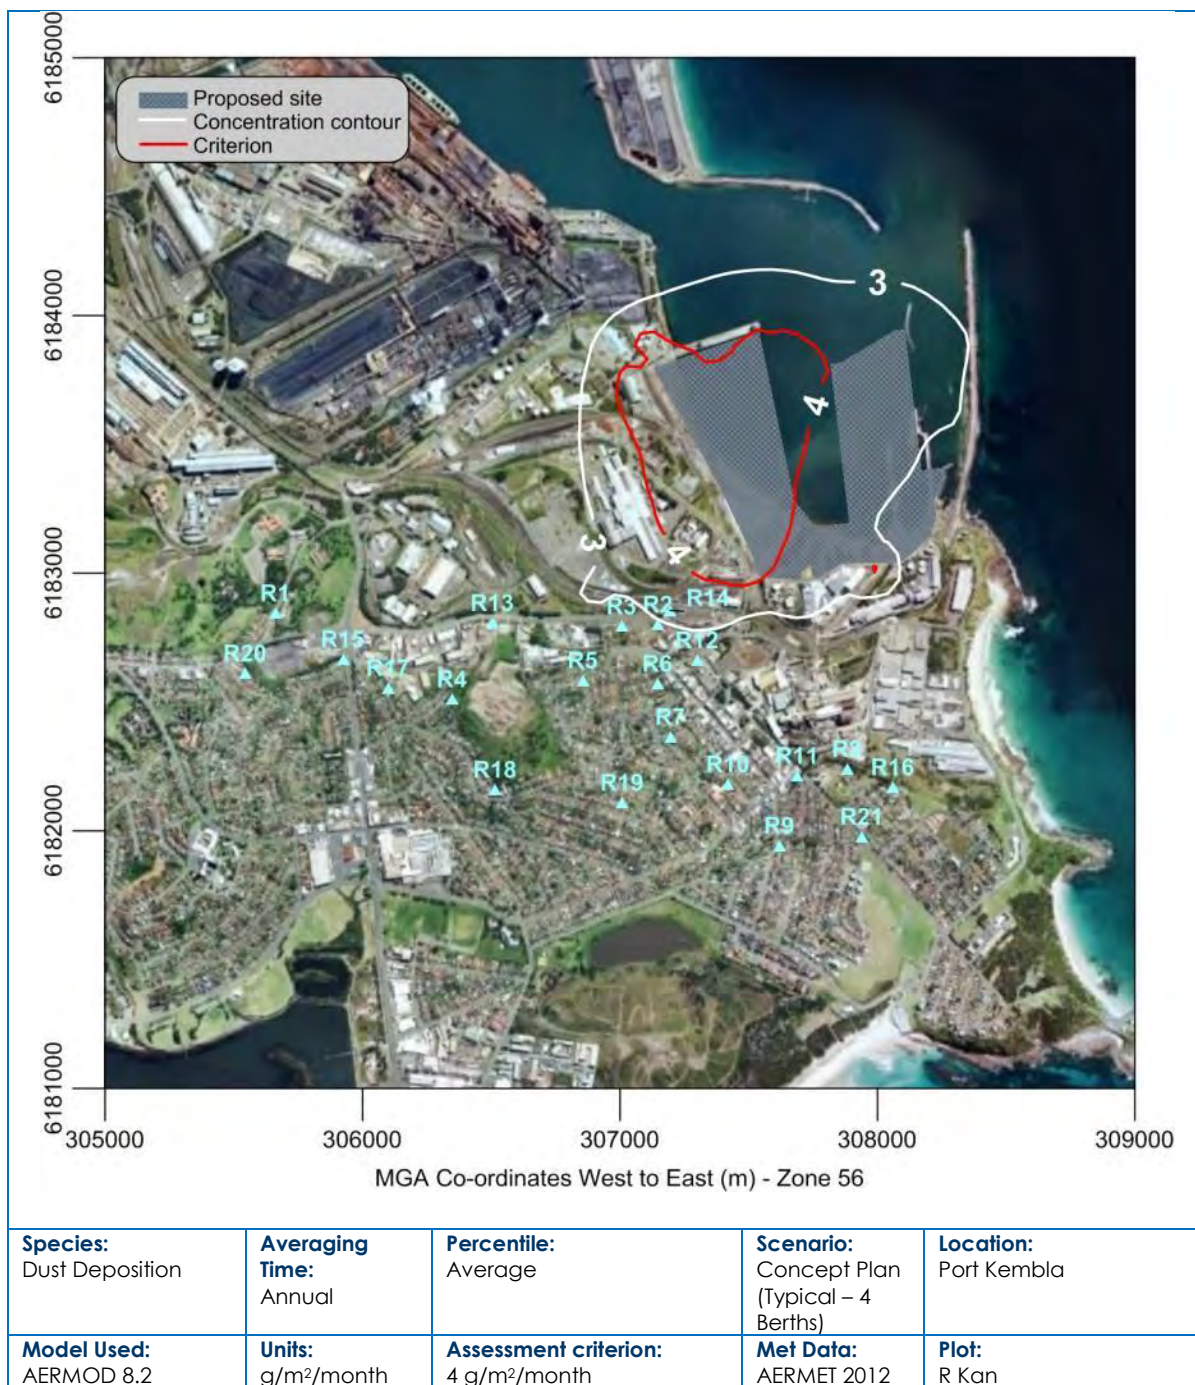 6185000
Proposed site
Concentration contour
Criterion
3
6184000
4
3
4
6183000
R1
R13
R3
R2
R14
R15
R12
R20
R17
R4
R5
R6
R7
R18
R19
R10
R11
R8
R16
R9
R21
6182000
6181000
305000
306000
307000
308000
309000
MGA Co-ordinates West to East (m) - Zone 56
Species:
Dust Deposition
Averaging
Time:
Annual
Percentile:
Average
Scenario:
Concept Plan
(Typical – 4
Berths)
Location:
Port Kembla
Model Used:
AERMOD 8.2
Units:
g/m²/month
Assessment criterion:
4 g/m²/month
Met Data:
AERMET 2012
Plot:
R Kan